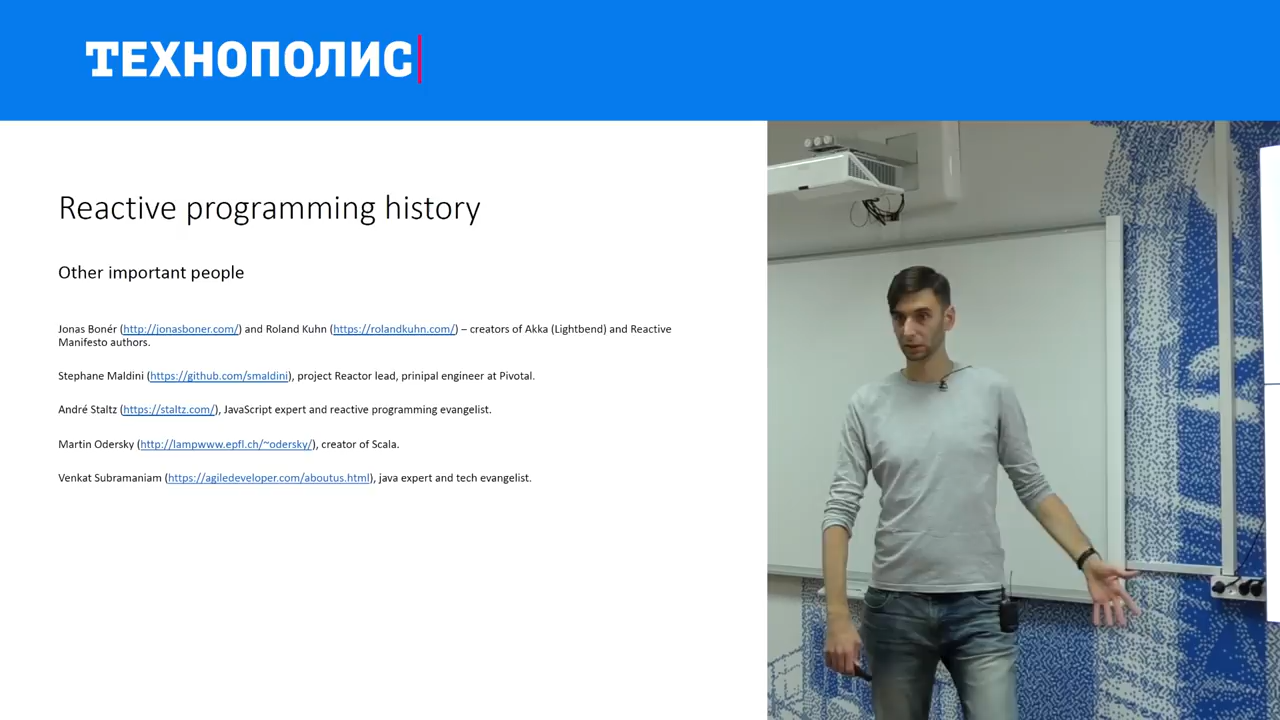 ТЕХНОПОЛИС
Reactive programming history
Other important people
Jonas Bonér (http://jonasboner.com/) and Roland Kuhn (https://rolandkuhn.com/) – creators of Akka (Lightbend) and Reactive
Manifesto authors.
Stephane Maldini (https://github.com/smaldini), project Reactor lead, prinipal engineer at Pivotal.
André Staltz (https://staltz.com/), JavaScript expert and reactive programming evangelist.
Martin Odersky (http://lampwww.epfl.ch/~odersky/), creator of Scala.
Venkat Subramaniam (https://agiledeveloper.com/aboutus.html), java expert and tech evangelist.